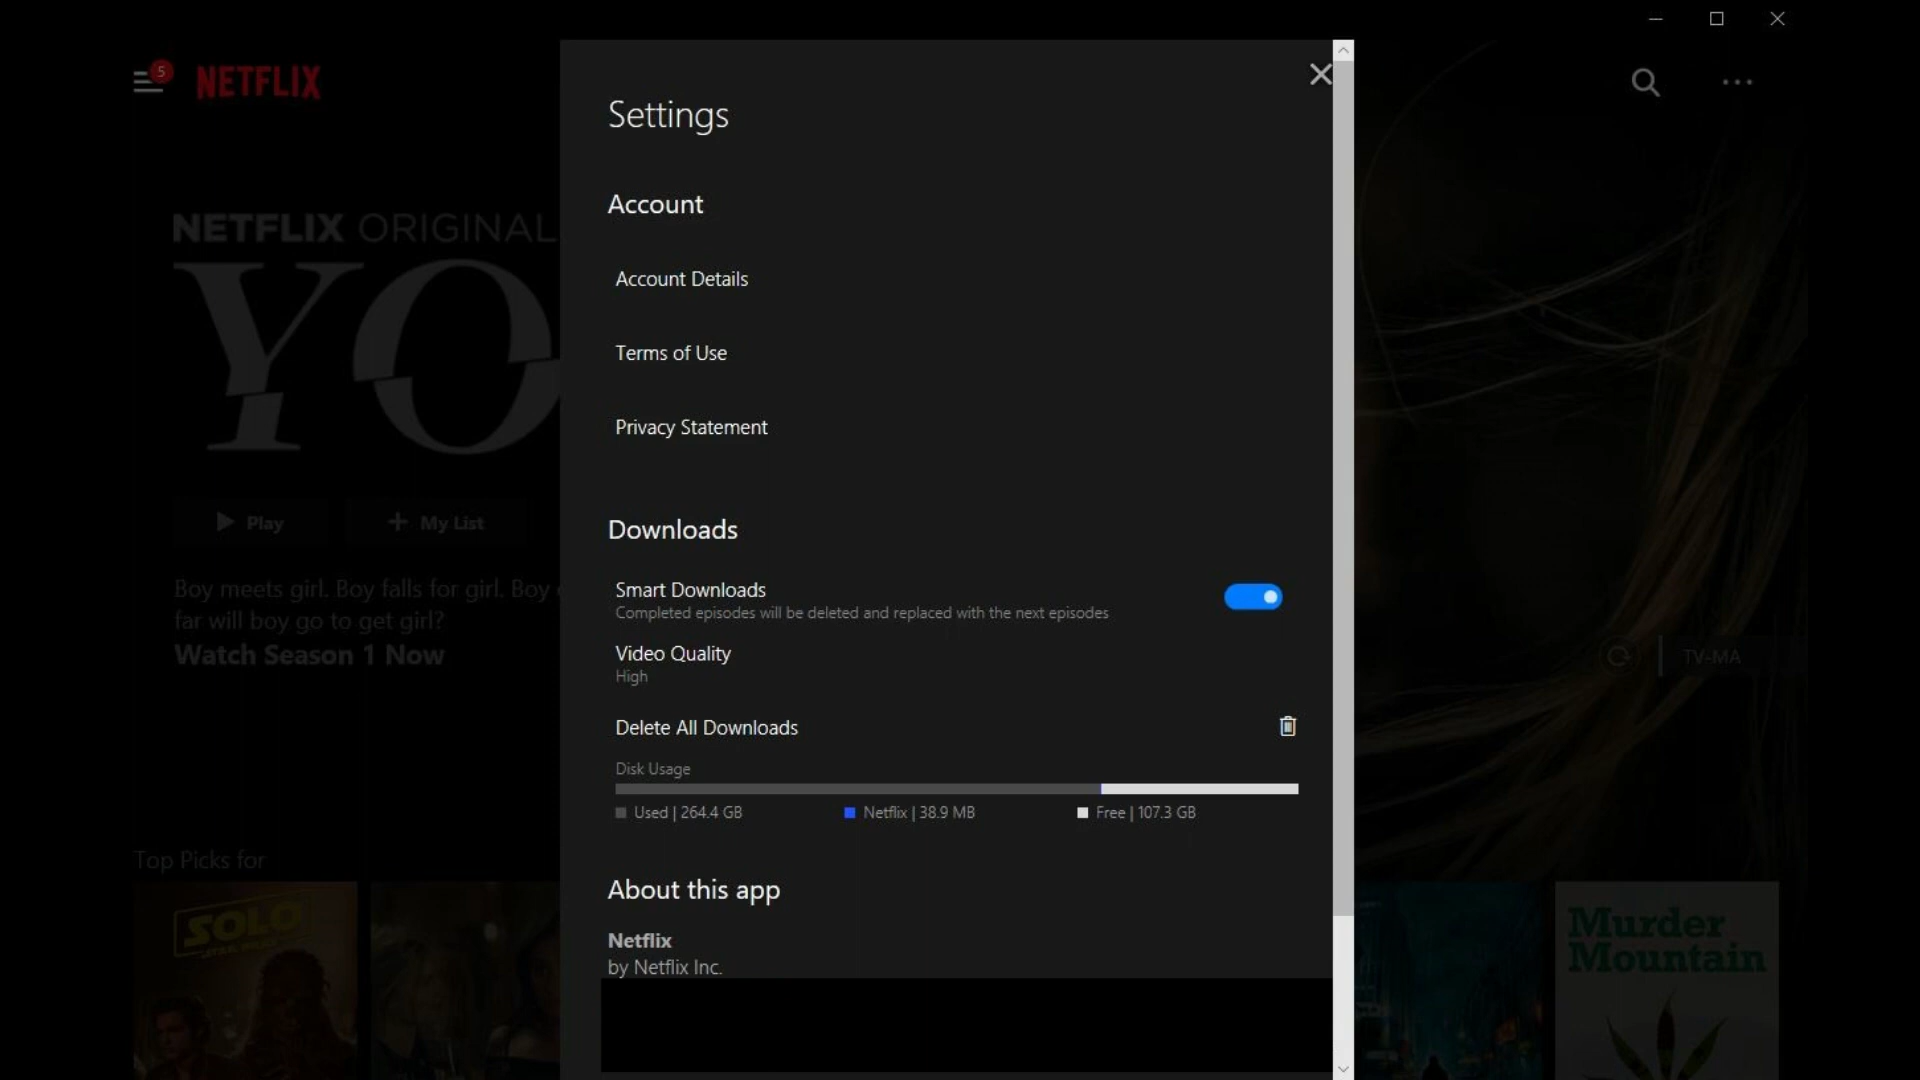 5
NETFLIX
Settings
Account
Account Details
Terms of Use
Privacy Statement
Downloads
Smart Downloads
Completed episodes will be deleted and replaced with the next episodes
Video Quality
High
Delete All Downloads
Disk Usage
Used | 264.4 GB
Netflix | 38.9 MB
Free | 107.3 GB
About this app
Netflix
by Netflix Inc.
NETFLIX ORIGINAL
YO
Play
My List
Boy meets girl. Boy falls for girl. Boy
far will boy go to get girl?
Watch Season 1 Now
TV-MA
Top Picks for
SOLO
Murder
Mountain